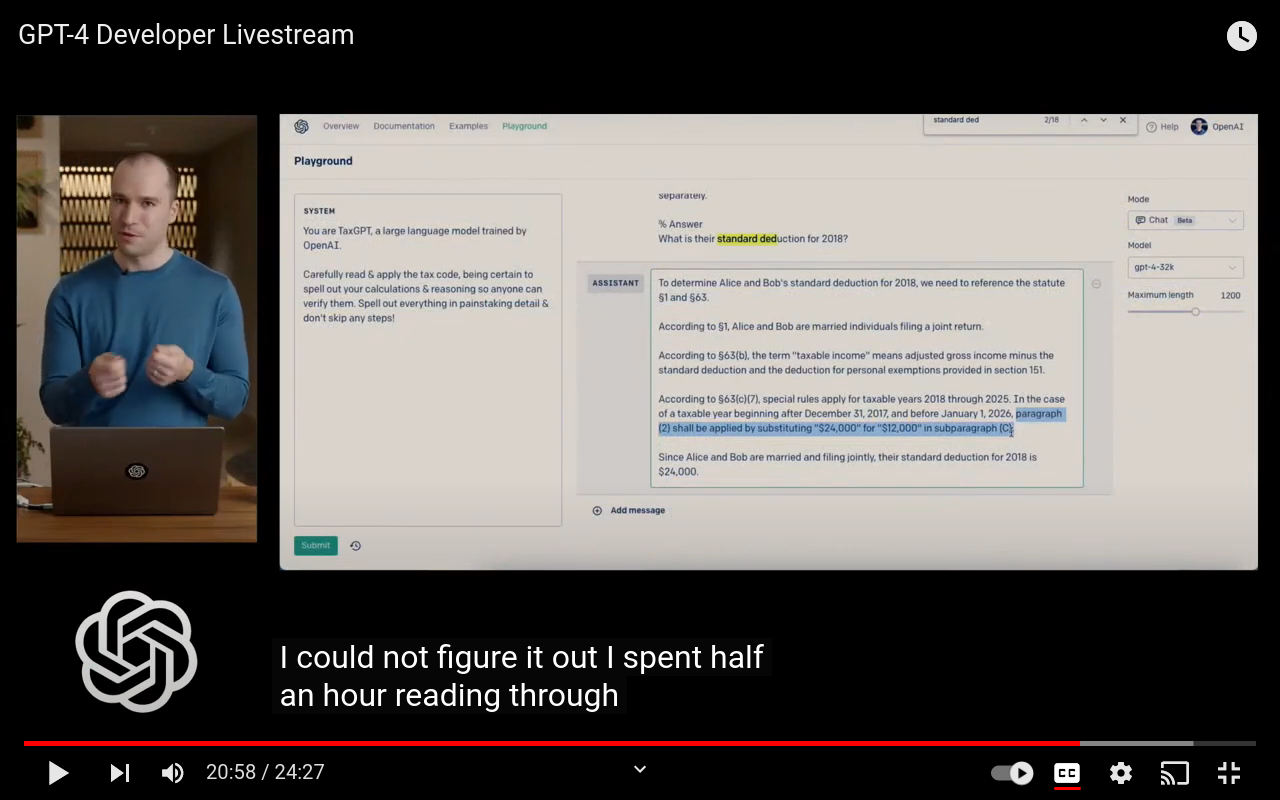 GPT-4 Developer Livestream
Overview
Documentation
Examples
Playground
standard ded
2/18
Help
OpenAI
Playground
SYSTEM
You are TaxGPT, a large language model trained by
OpenAI.
Carefully read & apply the tax code, being certain to
spell out your calculations & reasoning so anyone can
verify them. Spell out everything in painstaking detail &
don't skip any steps!
separately.
% Answer
What is their standard deduction for 2018?
ASSISTANT
To determine Alice and Bob's standard deduction for 2018, we need to reference the statute
§1 and §63.
According to §1, Alice and Bob are married individuals filing a joint return.
According to §63(b), the term "taxable income" means adjusted gross income minus the
standard deduction and the deduction for personal exemptions provided in section 151.
According to §63(c)(7), special rules apply for taxable years 2018 through 2025. In the case
of a taxable year beginning after December 31, 2017, and before January 1, 2026, paragraph
(2) shall be applied by substituting "$24,000" for "$12,000" in subparagraph (C).
Since Alice and Bob are married and filing jointly, their standard deduction for 2018 is
$24,000.
Add message
Mode
Chat Beta
Model
gpt-4-32k
Maximum length 1200
Submit
I could not figure it out I spent half
an hour reading through
20:58 / 24:27
CC